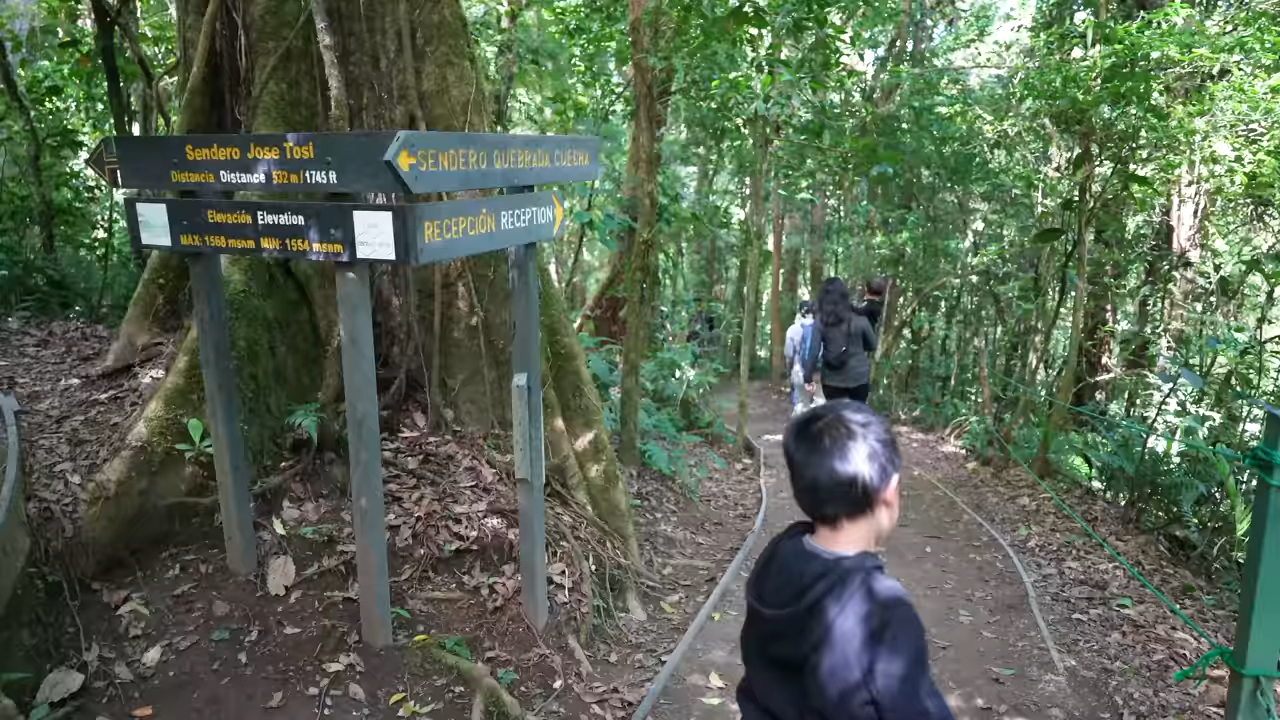 Sendero Jose Tosi
Distancia Distance 532 m / 1745 ft
SENDERO QUEBRADA CUECHA
Elevación Elevation
MAX: 1568 msnm MIN: 1554 msnm
RECEPCIÓN RECEPTION